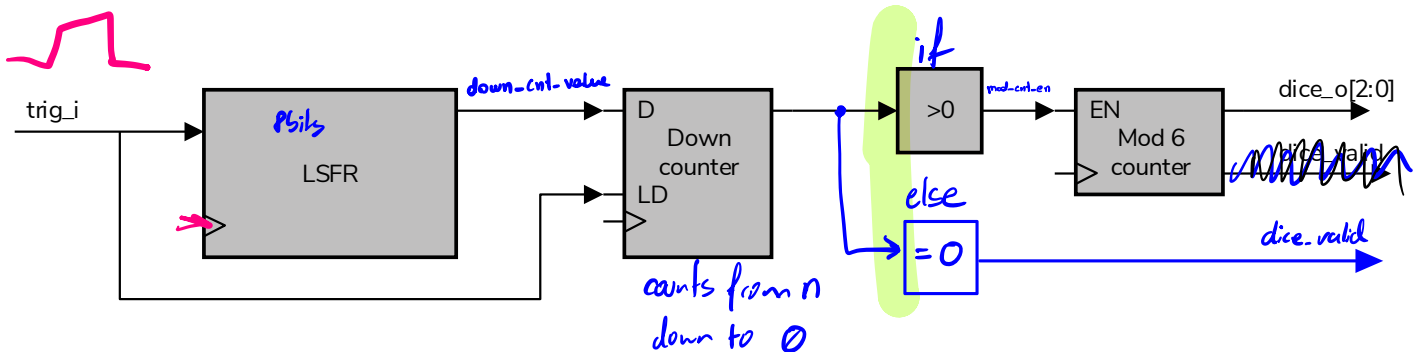 if
down_cnt_value
mod_cnt_en
dice_o[2:0]
trig_i
8bits
D
>0
EN
Down
counter
Mod 6
counter
dice_valid
LSFR
LD
else
= 0
dice_valid
counts from n
down to 0